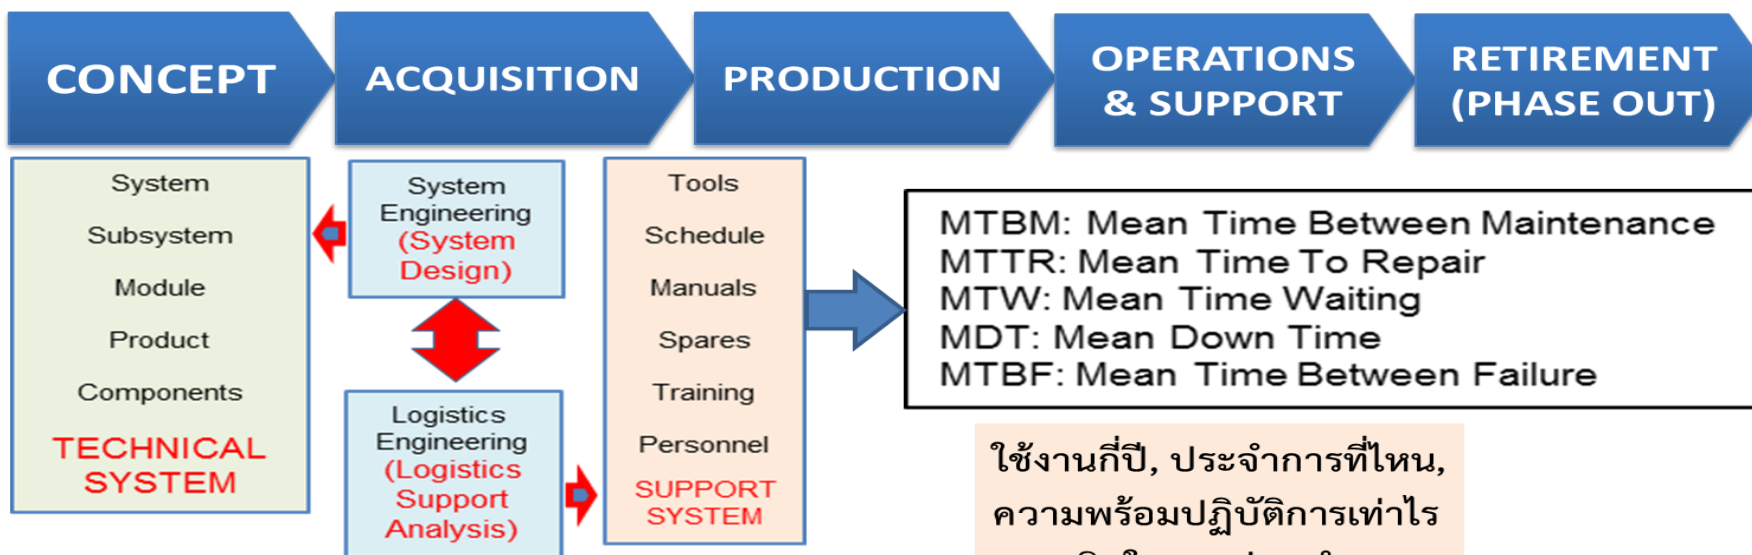 CONCEPT
ACQUISITION
PRODUCTION
OPERATIONS
& SUPPORT
RETIREMENT
(PHASE OUT)
System
Subsystem
Module
Product
Components
TECHNICAL
SYSTEM
System
Engineering
(System
Design)
Logistics
Engineering
(Logistics
Support
Analysis)
Tools
Schedule
Manuals
Spares
Training
Personnel
SUPPORT
SYSTEM
MTBM: Mean Time Between Maintenance
MTTR: Mean Time To Repair
MTW: Mean Time Waiting
MDT: Mean Down Time
MTBF: Mean Time Between Failure
ใช้งานกี่ปี, ประจำการที่ไหน,
ความพร้อมปฏิบัติการเท่าไร